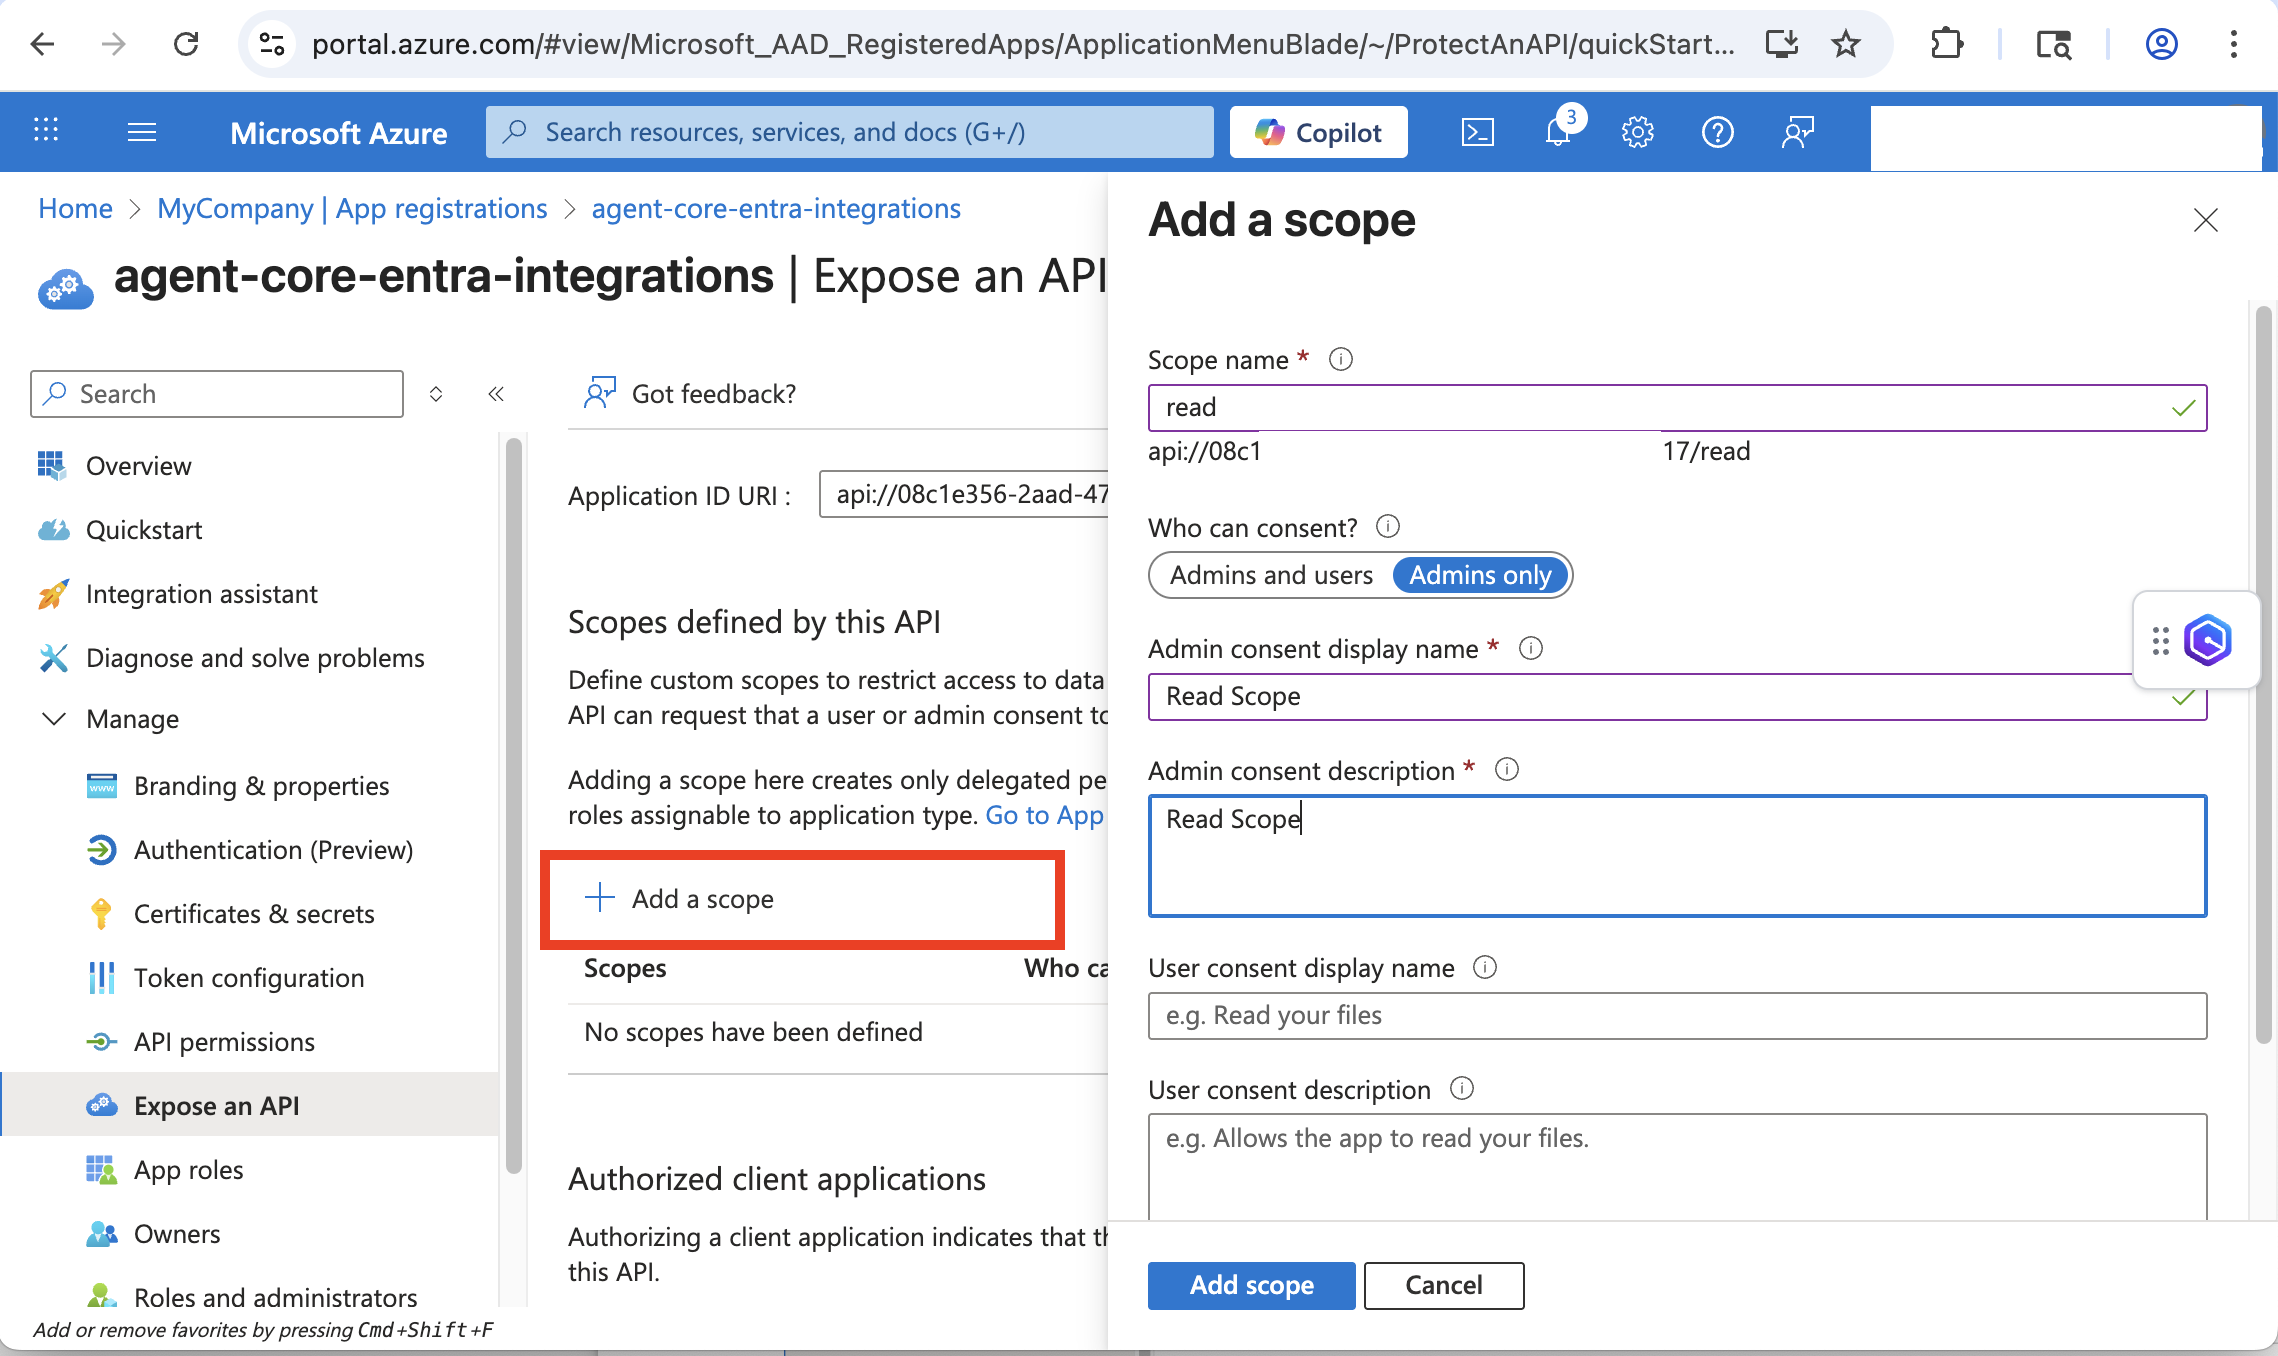 portal.azure.com/#view/Microsoft_AAD_RegisteredApps/ApplicationMenuBlade/~/ProtectAnAPI/quickStart...
Microsoft Azure
Search resources, services, and docs (G+/)
Copilot
3
Home > MyCompany | App registrations > agent-core-entra-integrations
agent-core-entra-integrations | Expose an API
Search
Overview
Quickstart
Integration assistant
Diagnose and solve problems
Manage
Branding & properties
Authentication (Preview)
Certificates & secrets
Token configuration
API permissions
Expose an API
App roles
Owners
Roles and administrators
Add or remove favorites by pressing Cmd+Shift+F
Got feedback?
Application ID URI :
api://08c1e356-2aad-47
Scopes defined by this API
Define custom scopes to restrict access to data
API can request that a user or admin consent to
Adding a scope here creates only delegated pe
roles assignable to application type. Go to App
Add a scope
Scopes
Who ca
No scopes have been defined
Authorized client applications
Authorizing a client application indicates that th
this API.
Add a scope
Scope name *
read
api://08c1 17/read
Who can consent?
Admins and users
Admins only
Admin consent display name *
Read Scope
Admin consent description *
Read Scope
User consent display name
e.g. Read your files
User consent description
e.g. Allows the app to read your files.
Add scope
Cancel